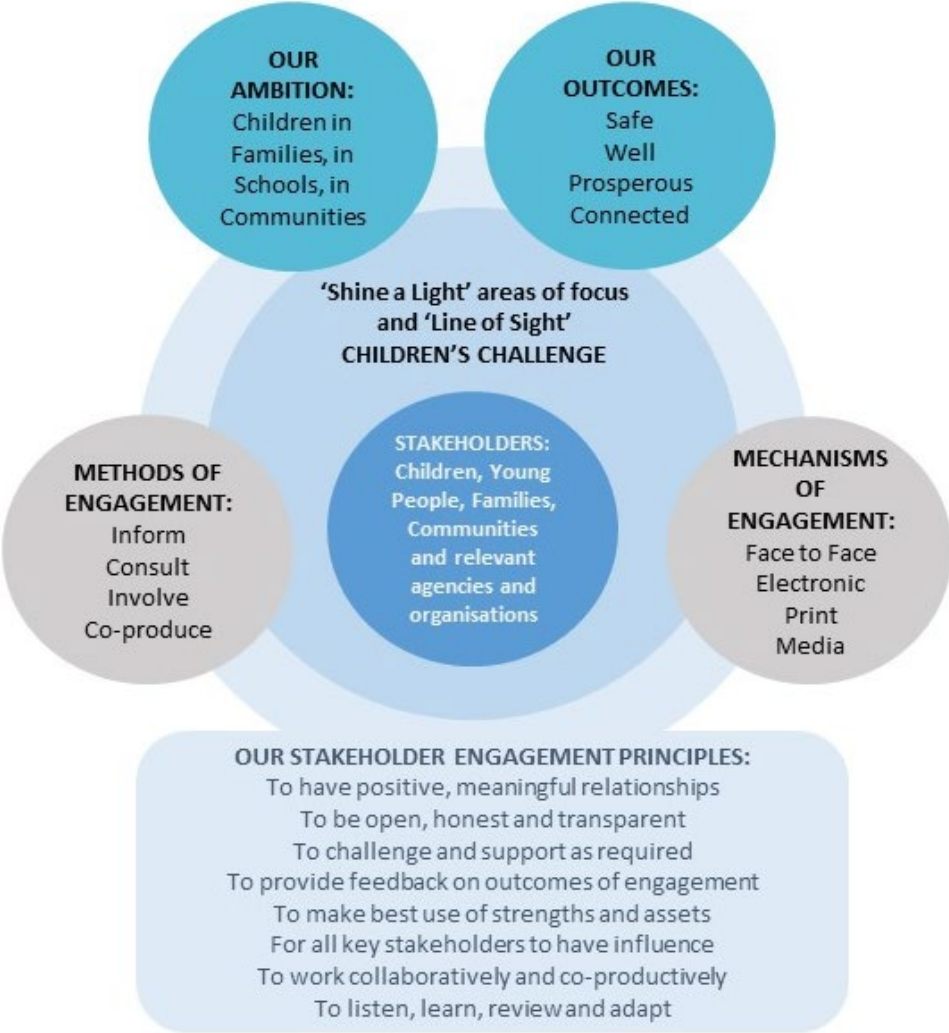 OUR
AMBITION:
Children in
Families, in
Schools, in
Communities
OUR
OUTCOMES:
Safe
Well
Prosperous
Connected
‘Shine a Light’ areas of focus
and ‘Line of Sight’
CHILDREN’S CHALLENGE
METHODS OF
ENGAGEMENT:
Inform
Consult
Involve
Co-produce
STAKEHOLDERS:
Children, Young
People, Families,
Communities
and relevant
agencies and
organisations
MECHANISMS
OF
ENGAGEMENT:
Face to Face
Electronic
Print
Media
OUR STAKEHOLDER ENGAGEMENT PRINCIPLES:
To have positive, meaningful relationships
To be open, honest and transparent
To challenge and support as required
To provide feedback on outcomes of engagement
To make best use of strengths and assets
For all key stakeholders to have influence
To work collaboratively and co-productively
To listen, learn, review and adapt